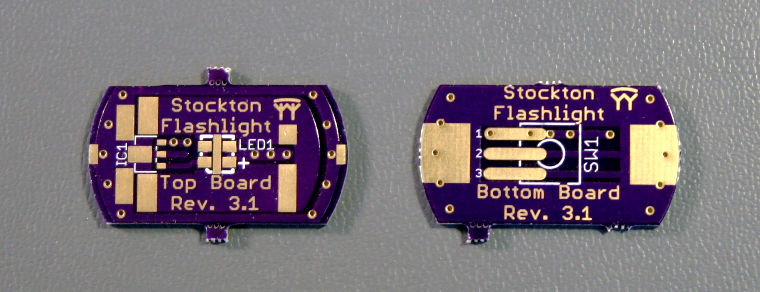 Stockton
Flashlight
IC1
LED1
+
Top Board
Rev. 3.1
Stockton
Flashlight
1
2
3
SW1
Bottom Board
Rev. 3.1